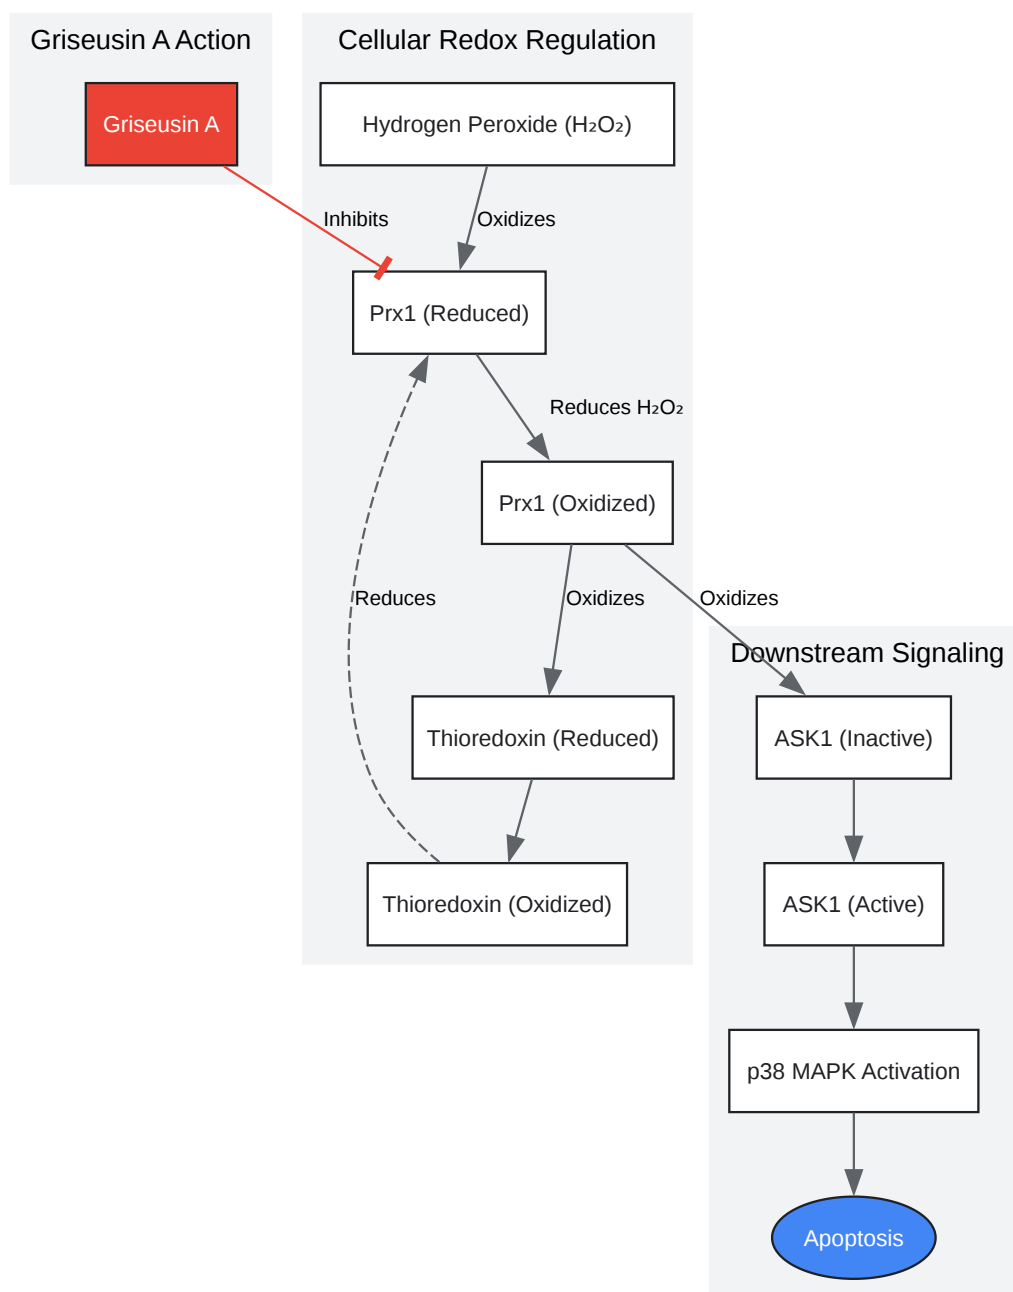 Griseusin A Action
Cellular Redox Regulation
Griseusin A
Hydrogen Peroxide (H₂O₂)
Inhibits
Oxidizes
Prx1 (Reduced)
Reduces H₂O₂
Prx1 (Oxidized)
Reduces
Oxidizes
Oxidizes
Downstream Signaling
Thioredoxin (Reduced)
ASK1 (Inactive)
Thioredoxin (Oxidized)
ASK1 (Active)
p38 MAPK Activation
Apoptosis